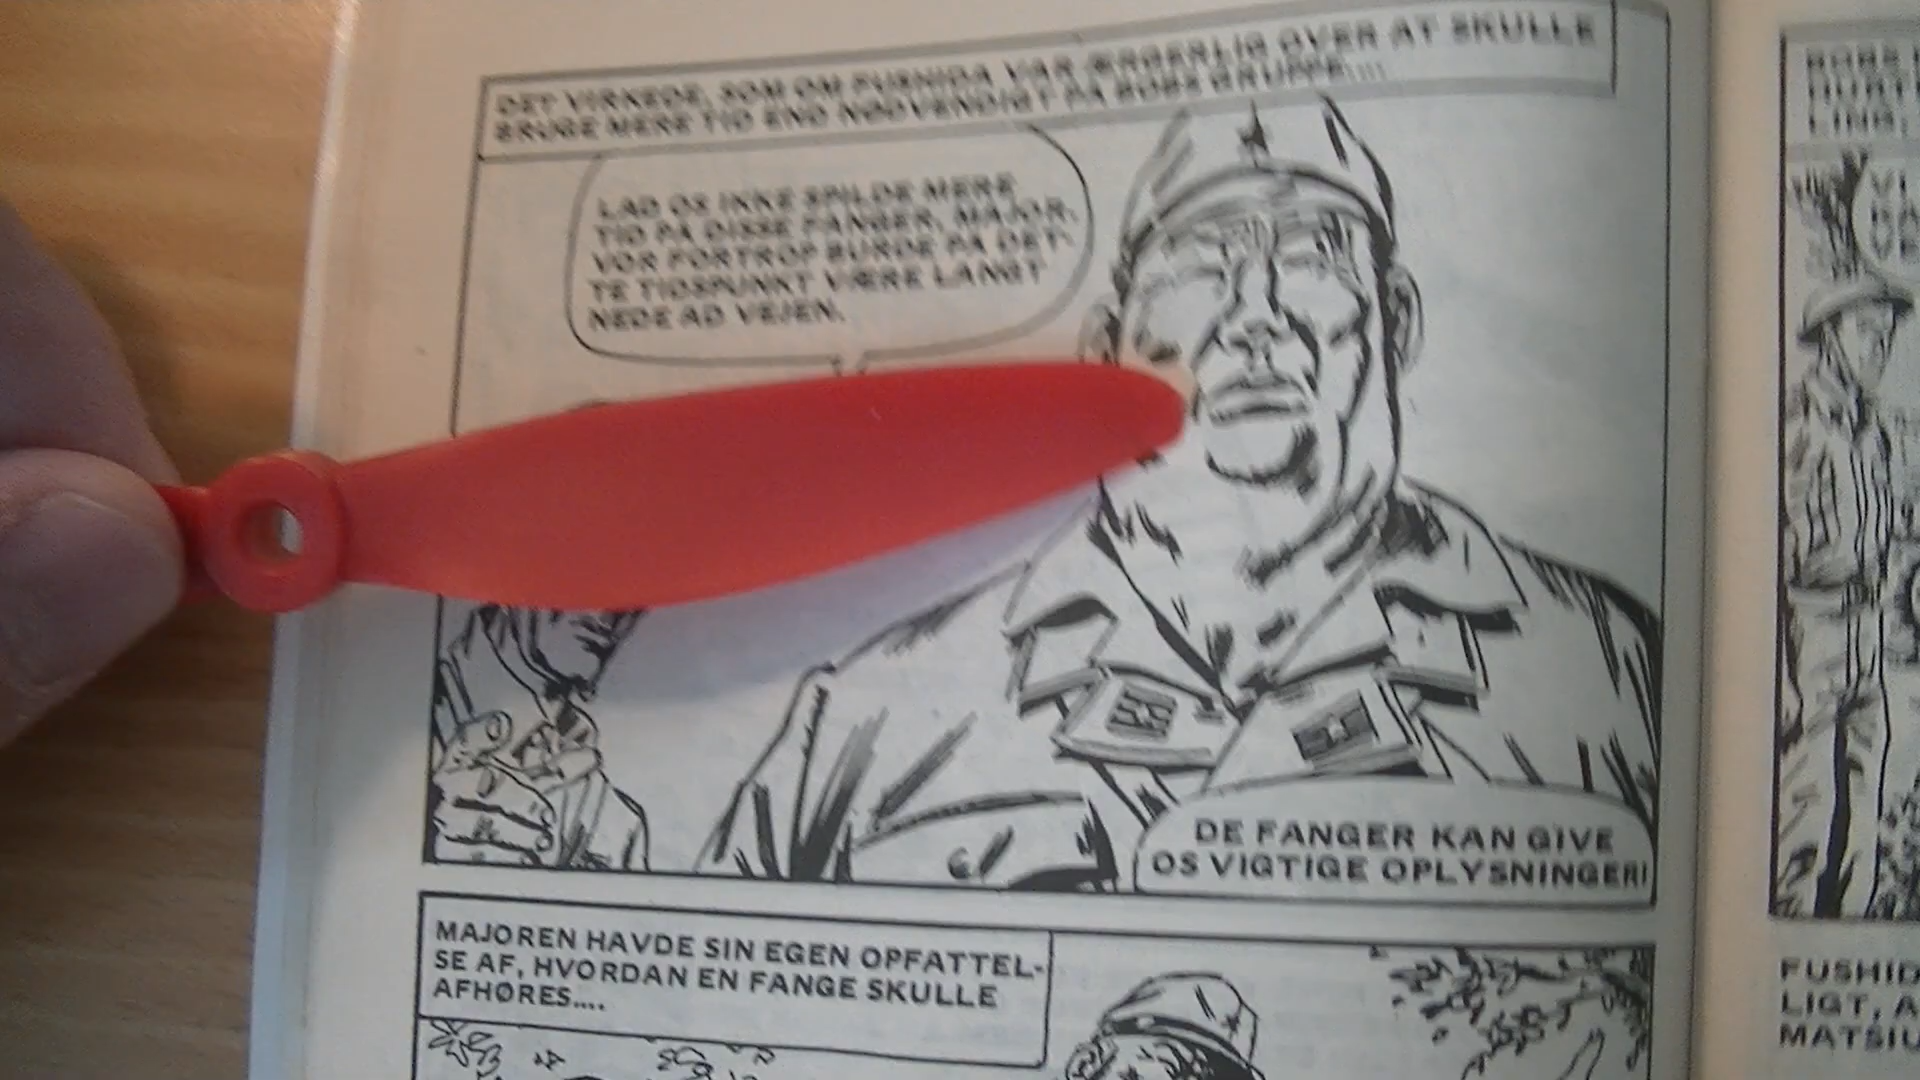 DET VIRKEDE, SOM OM FUSHIDA VAR ÆRGERLIG OVER AT SKULLE
BRUGE MERE TID END NØDVENDIGT PÅ BOBS GRUPPE....
LAD OS IKKE SPILDE MERE
TID PÅ DISSE FANGER, MAJOR.
VOR FORTROP BURDE PÅ DET-
TE TIDSPUNKT VÆRE LANGT
NEDE AD VEJEN.
DE FANGER KAN GIVE
OS VIGTIGE OPLYSNINGER!
MAJOREN HAVDE SIN EGEN OPFATTEL-
SE AF, HVORDAN EN FANGE SKULLE
AFHØRES....
FUSHID
LIGT, A
MATSIU